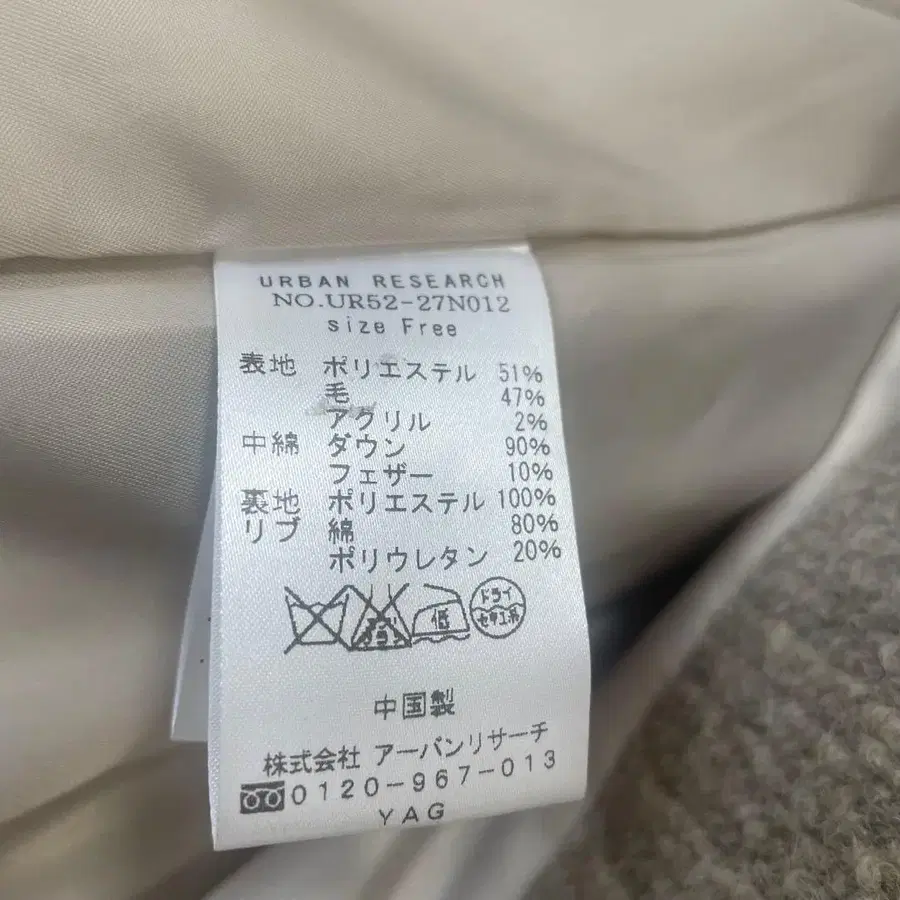 URBAN RESEARCH
NO.UR52-27N012
size Free
表地 ポリエステル 51%
毛 47%
アクリル 2%
中綿 ダウン 90%
フェザー 10%
裏地 ポリエステル 100%
リブ 綿 80%
ポリウレタン 20%
低 ドライ
セキユ系
中国製
株式会社 アーバンリサーチ
0120-967-013
YAG